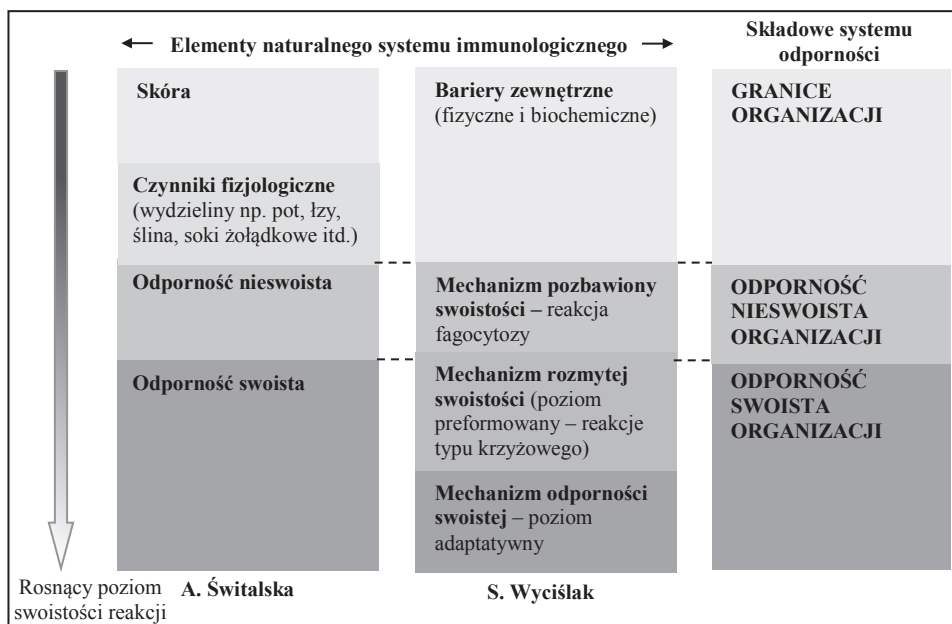 ← Elementy naturalnego systemu immunologicznego →
Składowe systemu
odporności
Skóra
Bariery zewnętrzne
(fizyczne i biochemiczne)
GRANICE
ORGANIZACJI
Czynniki fizjologiczne
(wydzieliny np. pot, łzy,
ślina, soki żołądkowe itd.)
Odporność nieswoista
Mechanizm pozbawiony
swoistości – reakcja
fagocytozy
ODPORNOŚĆ
NIESWOISTA
ORGANIZACJI
Odporność swoista
Mechanizm rozmytej
swoistości (poziom
preformowany – reakcje
typu krzyżowego)
ODPORNOŚĆ
SWOISTA
ORGANIZACJI
Mechanizm odporności
swoistej – poziom
adaptatywny
Rosnący poziom
swoistości reakcji
A. Świtalska
S. Wyciślak